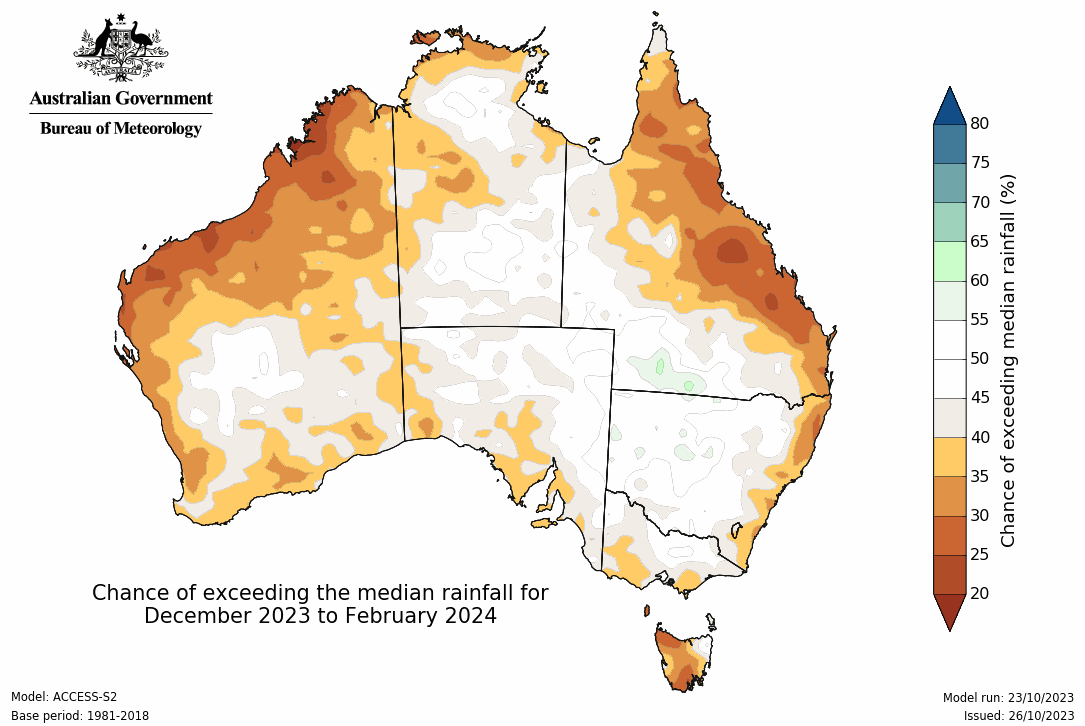 Australian Government
Bureau of Meteorology
80
75
70
65
60
55
50
45
40
35
30
25
20
Chance of exceeding median rainfall (%)
Chance of exceeding the median rainfall for
December 2023 to February 2024
Model: ACCESS-S2
Base period: 1981-2018
Model run: 23/10/2023
Issued: 26/10/2023